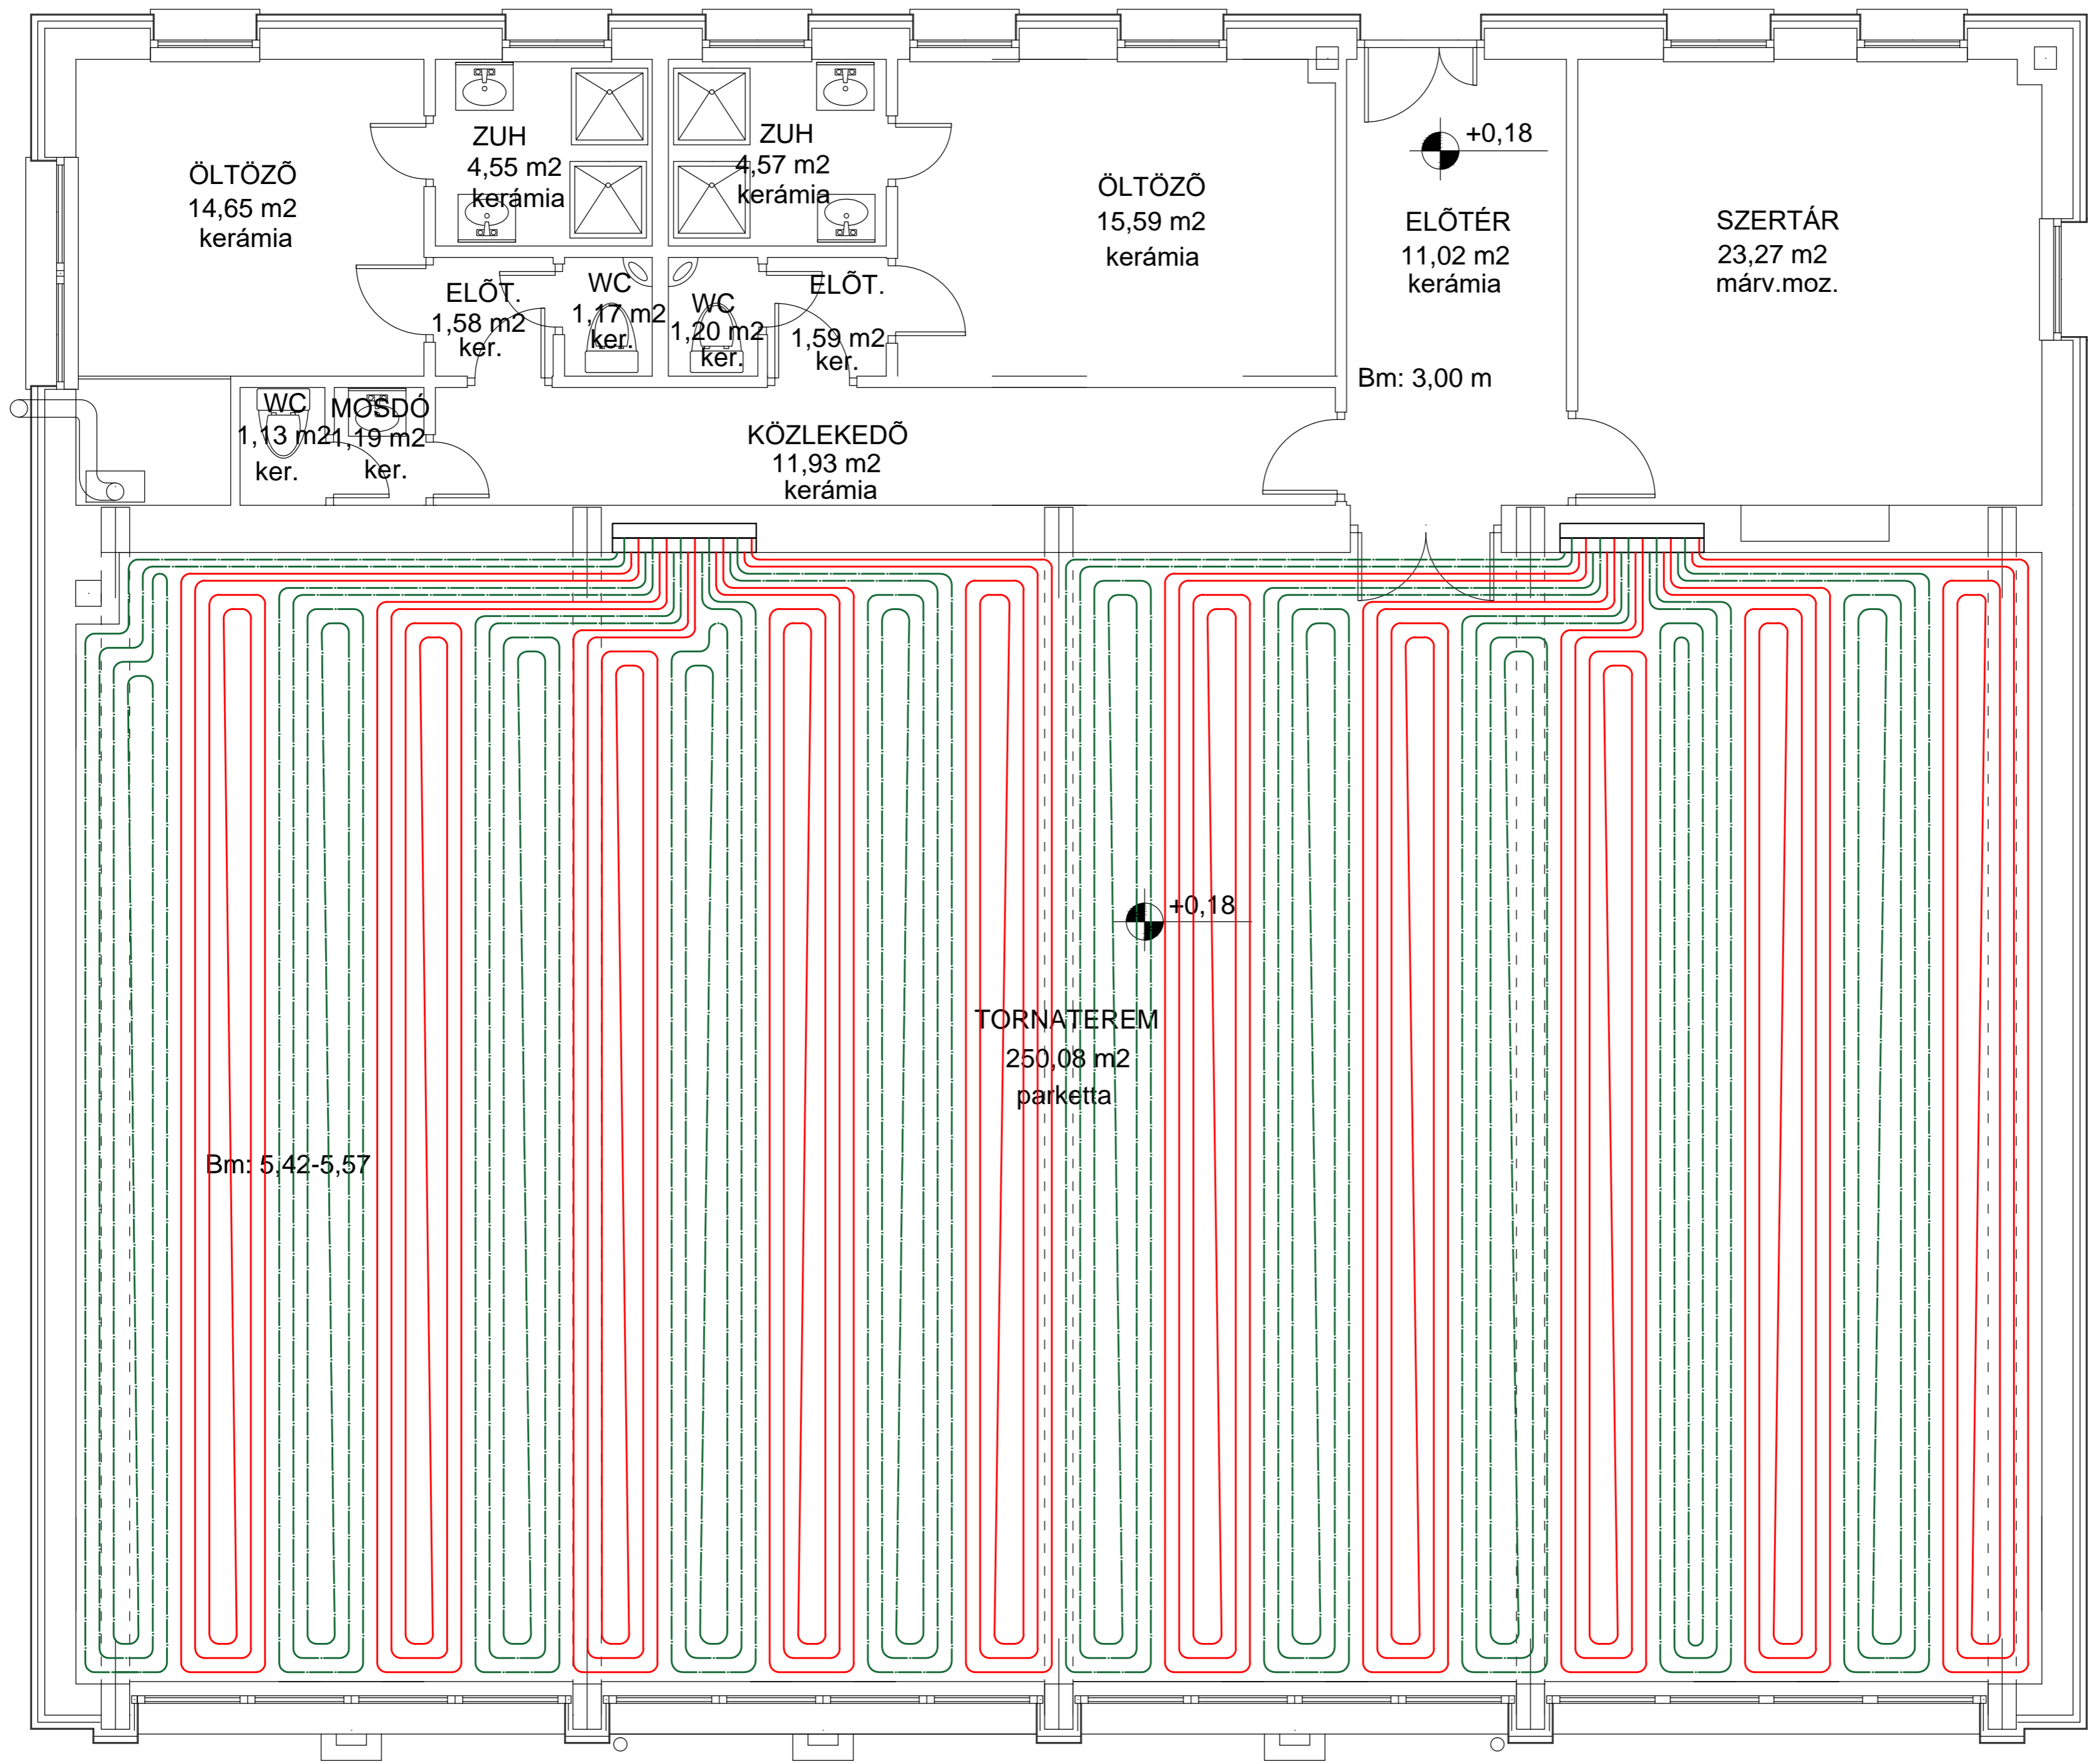 ÖLTÖZÕ
14,65 m2
kerámia
ZUH
4,55 m2
kerámia
ZUH
4,57 m2
kerámia
ÖLTÖZÕ
15,59 m2
kerámia
+0,18
ELÕTÉR
11,02 m2
kerámia
SZERTÁR
23,27 m2
márv.moz.
ELÕT.
1,58 m2
ker.
WC
1,17 m2
ker.
WC
1,20 m2
ker.
ELÕT.
1,59 m2
ker.
Bm: 3,00 m
WC
1,13 m2
ker.
MOSDÓ
1,19 m2
ker.
KÖZLEKEDÕ
11,93 m2
kerámia
+0,18
TORNATEREM
250,08 m2
parketta
Bm: 5,42-5,57